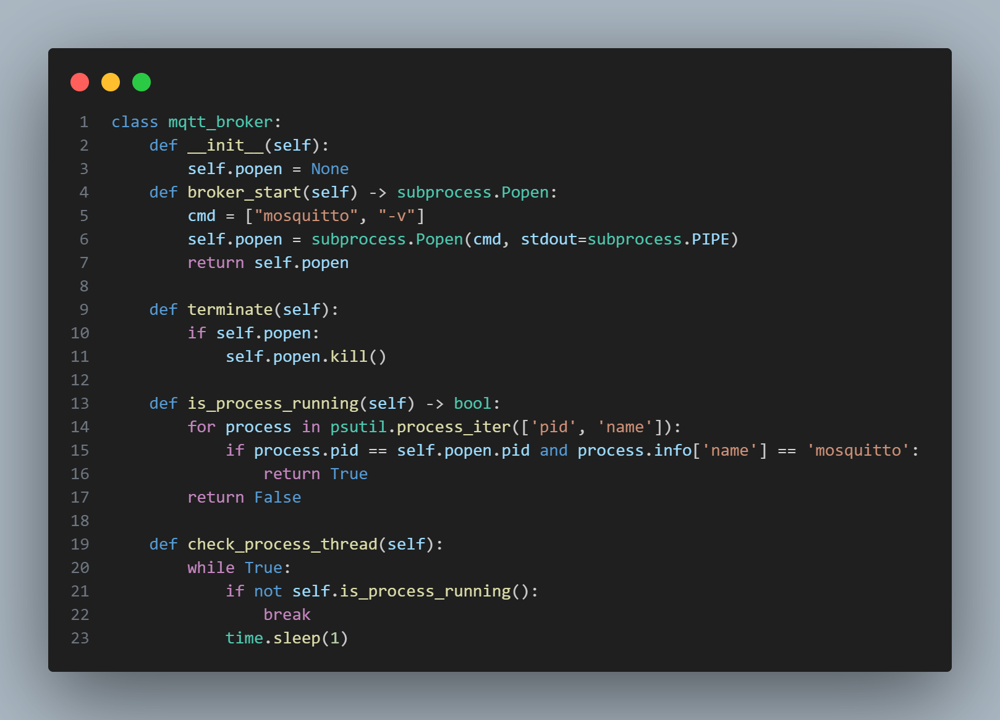 1 class mqtt_broker:
2     def __init__(self):
3         self.popen = None
4     def broker_start(self) -> subprocess.Popen:
5         cmd = ["mosquitto", "-v"]
6         self.popen = subprocess.Popen(cmd, stdout=subprocess.PIPE)
7         return self.popen
8
9     def terminate(self):
10         if self.popen:
11             self.popen.kill()
12
13     def is_process_running(self) -> bool:
14         for process in psutil.process_iter(['pid', 'name']):
15             if process.pid == self.popen.pid and process.info['name'] == 'mosquitto':
16                 return True
17         return False
18
19     def check_process_thread(self):
20         while True:
21             if not self.is_process_running():
22                 break
23             time.sleep(1)